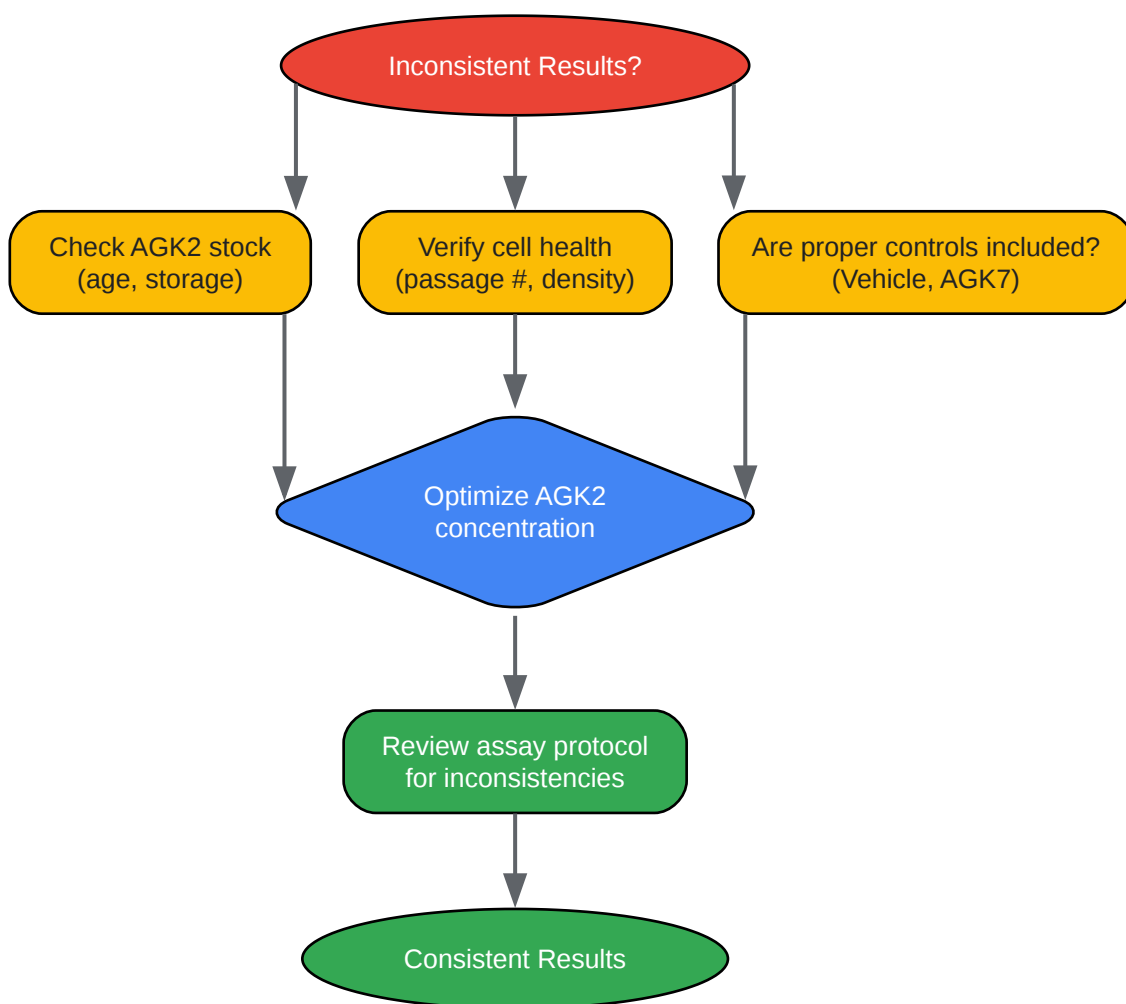 Inconsistent Results?
Check AGK2 stock
(age, storage)
Verify cell health
(passage #, density)
Are proper controls included?
(Vehicle, AGK7)
Optimize AGK2
concentration
Review assay protocol
for inconsistencies
Consistent Results